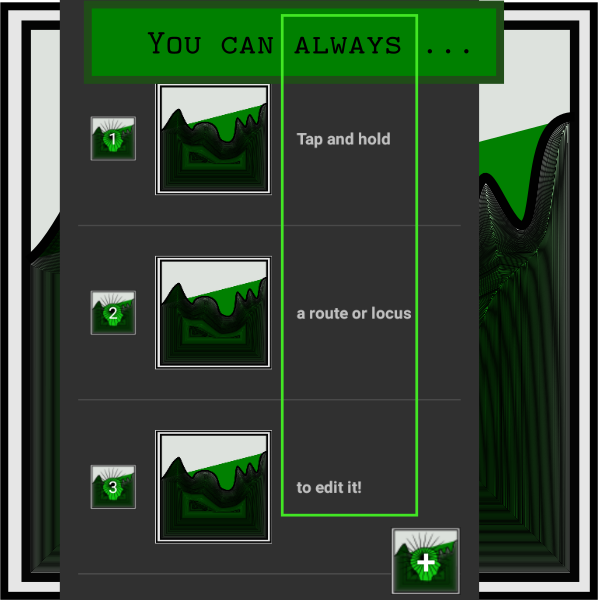 You can always ...
1
Tap and hold
2
a route or locus
3
to edit it!
+